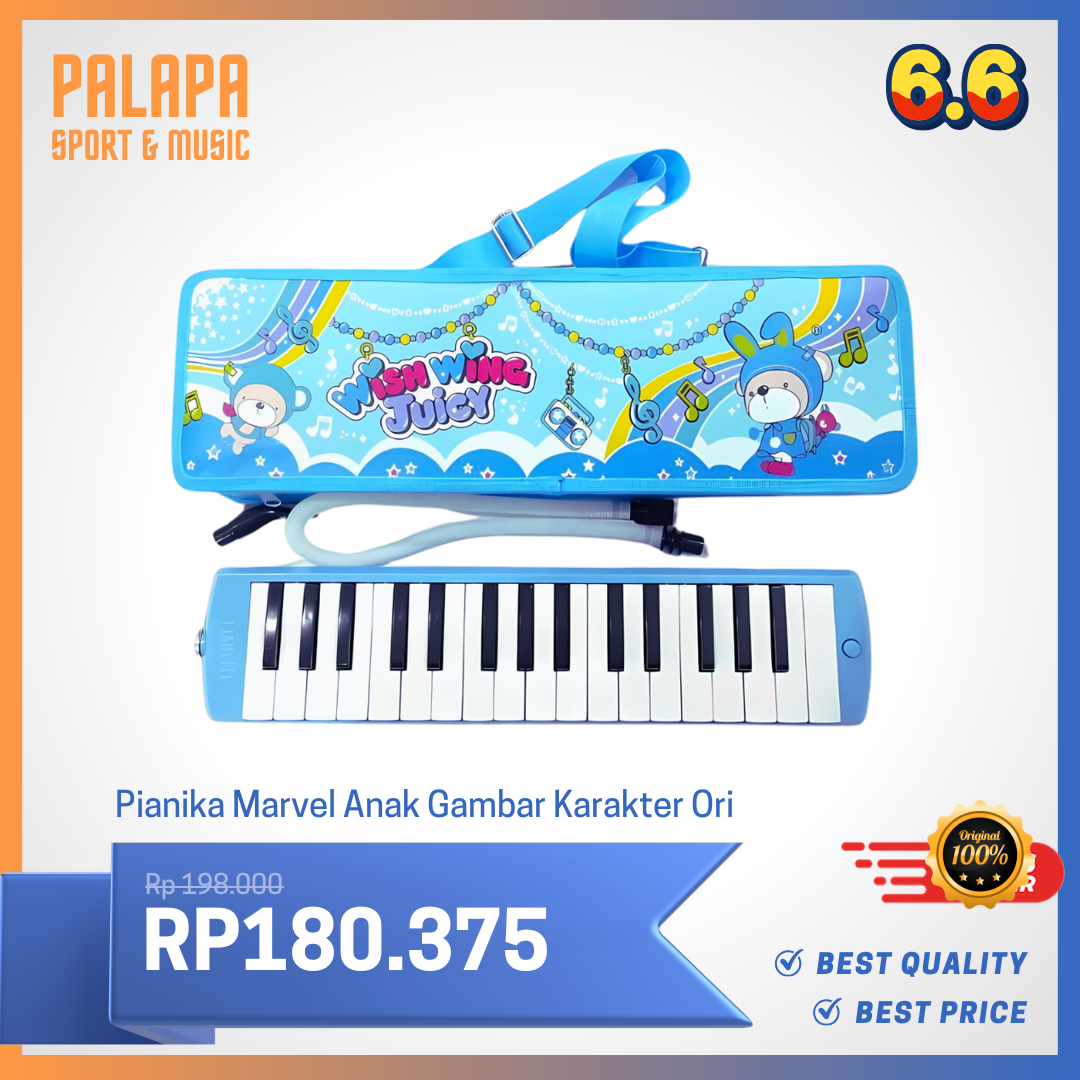 PALAPA
SPORT & MUSIC
6.6
WISH WING
JUICY
Pianika Marvel Anak Gambar Karakter Ori
Rp 198.000
RP180.375
Original
100%
BEST QUALITY
BEST PRICE